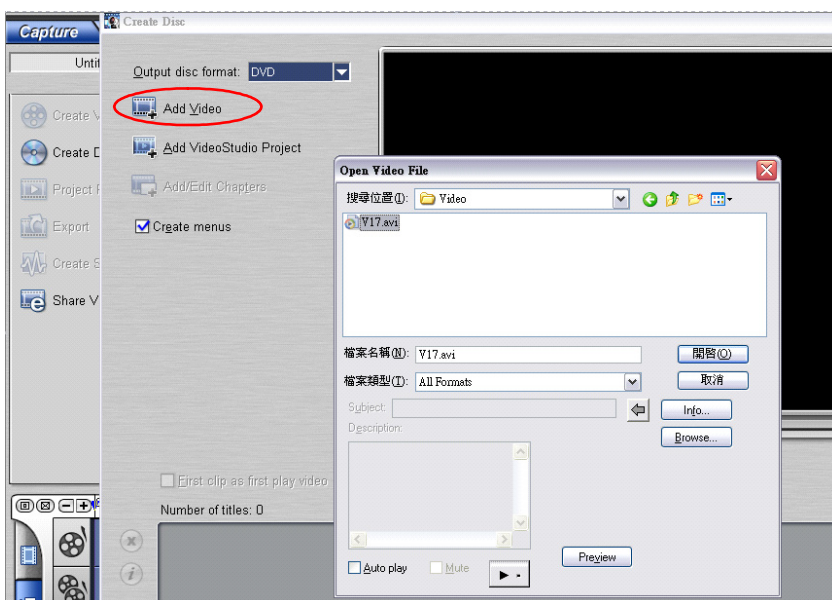 Create Disc
Capture
Untit
Output disc format: DVD
Add Video
Create V
Create D
Add VideoStudio Project
Project F
Add/Edit Chapters
Export
Create menus
Create S
Share V
First clip as first play video
Number of titles: 0
Open Video File
搜尋位置(I): Video
V17.avi
檔案名稱(N): V17.avi
開啓(O)
檔案類型(T): All Formats
取消
Subject:
Info...
Description:
Browse...
Preview
Auto play
Mute